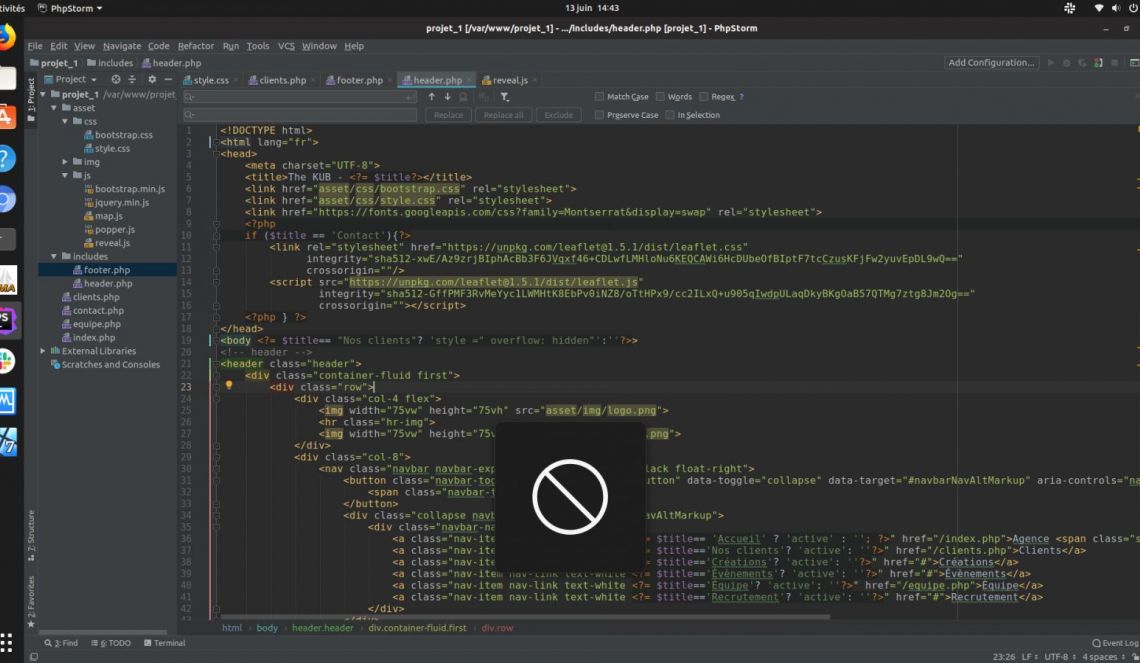 tivités PhpStorm 13 juin 14:43
projet_1 [/var/www/projet_1] - .../includes/header.php [projet_1] - PhpStorm
File Edit View Navigate Code Refactor Run Tools VCS Window Help
projet_1 includes header.php Add Configuration...
Project style.css clients.php footer.php header.php reveal.js
1: Project
projet_1 /var/www/projet_
asset
css
bootstrap.css
style.css
img
js
bootstrap.min.js
jquery.min.js
map.js
popper.js
reveal.js
includes
footer.php
header.php
clients.php
contact.php
equipe.php
index.php
External Libraries
Scratches and Consoles
7: Structure
2: Favorites
Match Case Words Regex ?
Replace Replace all Exclude Preserve Case In Selection
1 <!DOCTYPE html>
2 <html lang="fr">
3 <head>
4 <meta charset="UTF-8">
5 <title>The KUB - <?= $title?></title>
6 <link href="asset/css/bootstrap.css" rel="stylesheet">
7 <link href="asset/css/style.css" rel="stylesheet">
8 <link href="https://fonts.googleapis.com/css?family=Montserrat&display=swap" rel="stylesheet">
9 <?php
10 if ($title == 'Contact'){?>
11 <link rel="stylesheet" href="https://unpkg.com/leaflet@1.5.1/dist/leaflet.css"
12 integrity="sha512-xwE/Az9zrjBIphAcBb3F6JVqxf46+CDLwfLMHloNu6KEQCAWi6HcDUbeOfBIptF7tcCzusKFjFw2yuvEpDL9wQ=="
13 crossorigin=""/>
14 <script src="https://unpkg.com/leaflet@1.5.1/dist/leaflet.js"
15 integrity="sha512-GffPMF3RvMeYyc1LWMHtK8EbPv0iNZ8/oTtHPx9/cc2ILxQ+u905qIwdpULaqDkyBKgOaB57QTMg7ztg8Jm2Og=="
16 crossorigin=""></script>
17 <?php } ?>
18 </head>
19 <body <?= $title== "Nos clients"? 'style =" overflow: hidden"':''?>>
20 <!-- header -->
21 <header class="header">
22 <div class="container-fluid first">
23 <div class="row">
24 <div class="col-4 flex">
25 <img width="75vw" height="75vh" src="asset/img/logo.png">
26 <hr class="hr-img">
27 <img width="75vw" height="75v .png">
28 </div>
29 <div class="col-8">
30 <nav class="navbar navbar-exp lack float-right">
31 <button class="navbar-tog utton" data-toggle="collapse" data-target="#navbarNavAltMarkup" aria-controls="na
32 <span class="navbar-t
33 </button>
34 <div class="collapse navb avAltMarkup">
35 <div class="navbar-na
36 <a class="nav-item <?= $title== 'Accueil' ? 'active' : ''; ?>" href="/index.php">Agence <span class="s
37 <a class="nav-item <?= $title=='Nos clients'? 'active': ''?>" href="/clients.php">Clients</a>
38 <a class="nav-item <?= $title=='Créations'? 'active': ''?>" href="#">Créations</a>
39 <a class="nav-item nav-link text-white <?= $title=='Évènements'? 'active': ''?>" href="#">Évènements</a>
40 <a class="nav-item nav-link text-white <?= $title=='Équipe'? 'active': ''?>" href="/equipe.php">Équipe</a>
41 <a class="nav-item nav-link text-white <?= $title=='Recrutement'? 'active': ''?>" href="#">Recrutement</a>
42 </div>
43 </div>
html body header.header div.container-fluid.first div.row
3: Find 6: TODO Terminal Event Log
23:26 LF UTF-8 4 spaces